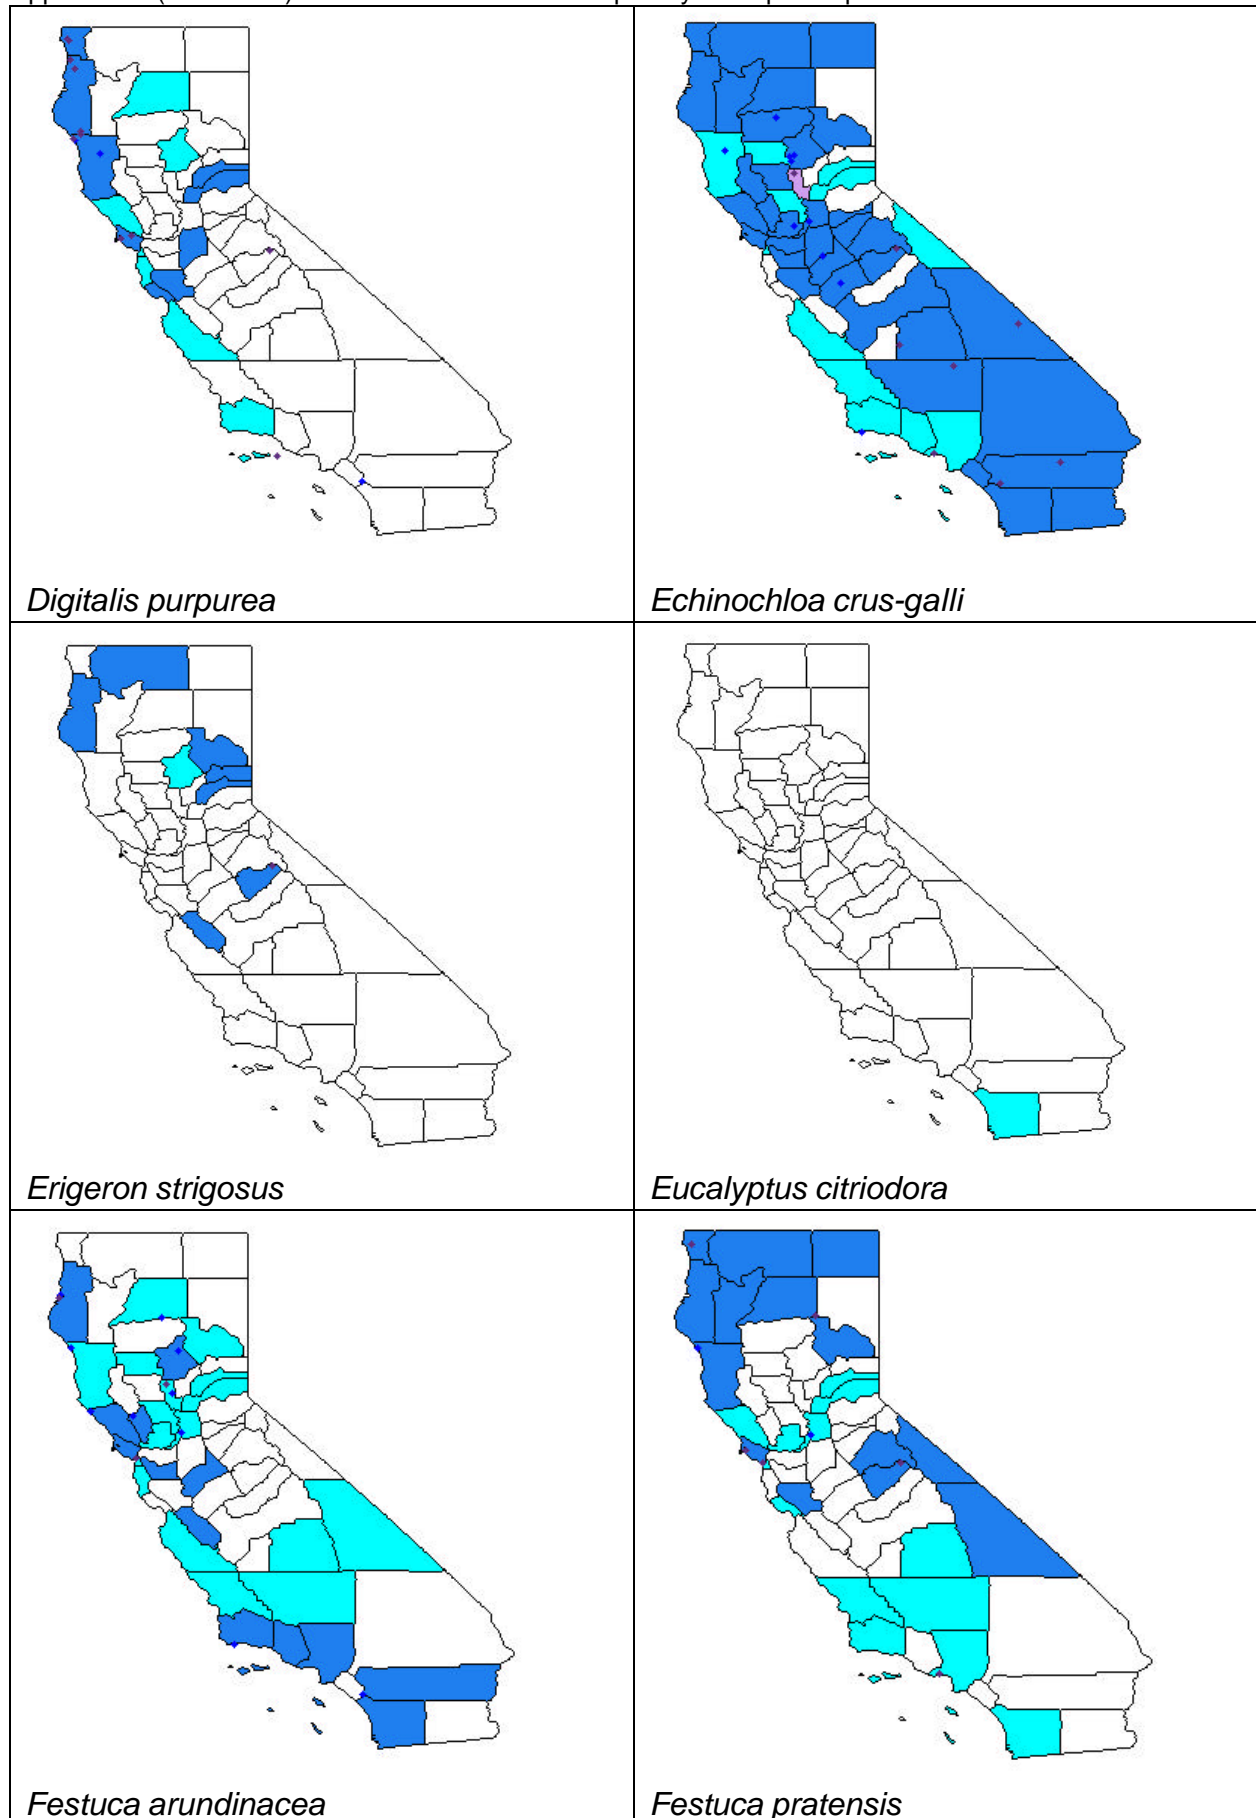 Digitalis purpurea
Echinochloa crus-galli
Erigeron strigosus
Eucalyptus citriodora
Festuca arundinacea
Festuca pratensis